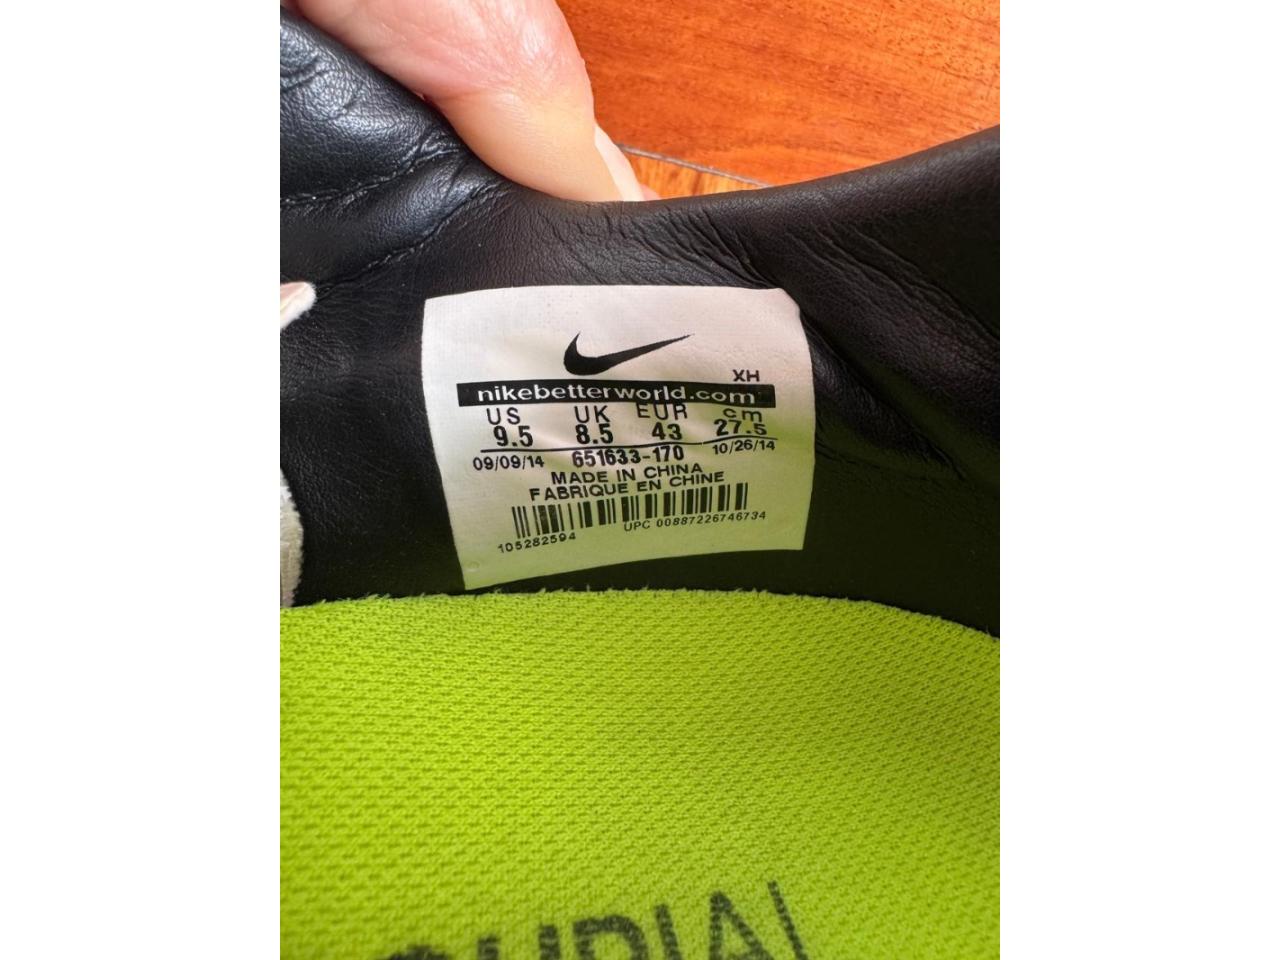 XH
nikebetterworld.com
US UK EUR cm
9.5 8.5 43 27.5
09/09/14 651633-170 10/26/14
MADE IN CHINA
FABRIQUE EN CHINE
105282594 UPC 00887226746734